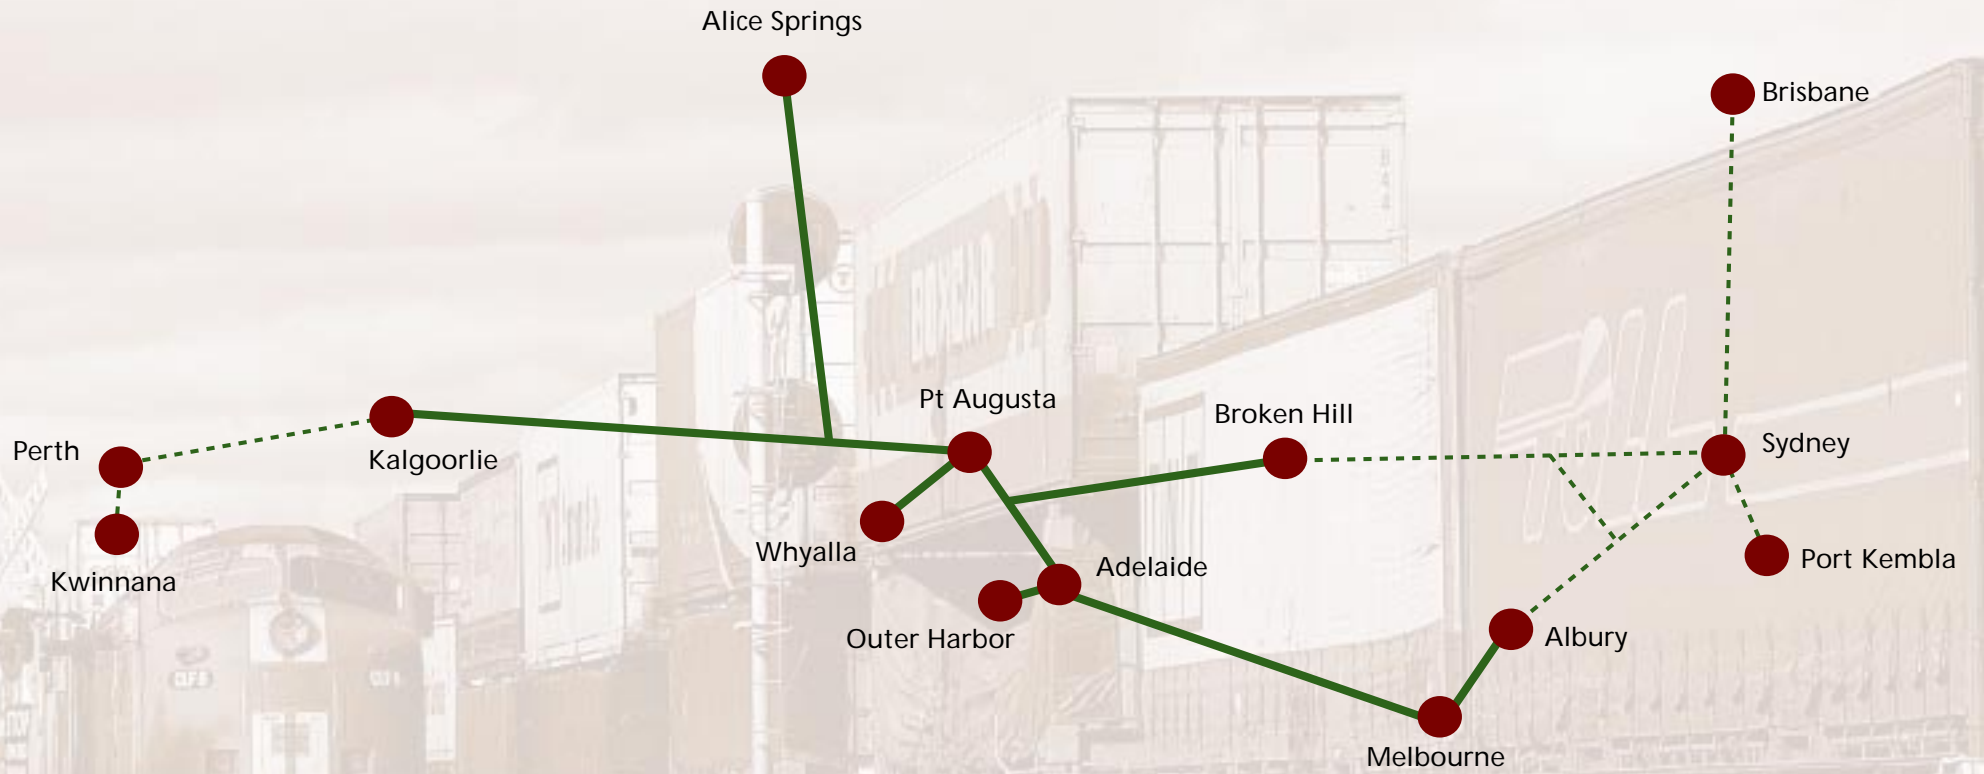 Alice Springs
Brisbane
Pt Augusta
Broken Hill
Sydney
Perth
Kalgoorlie
Whyalla
Adelaide
Port Kembla
Kwinnana
Outer Harbor
Albury
Melbourne